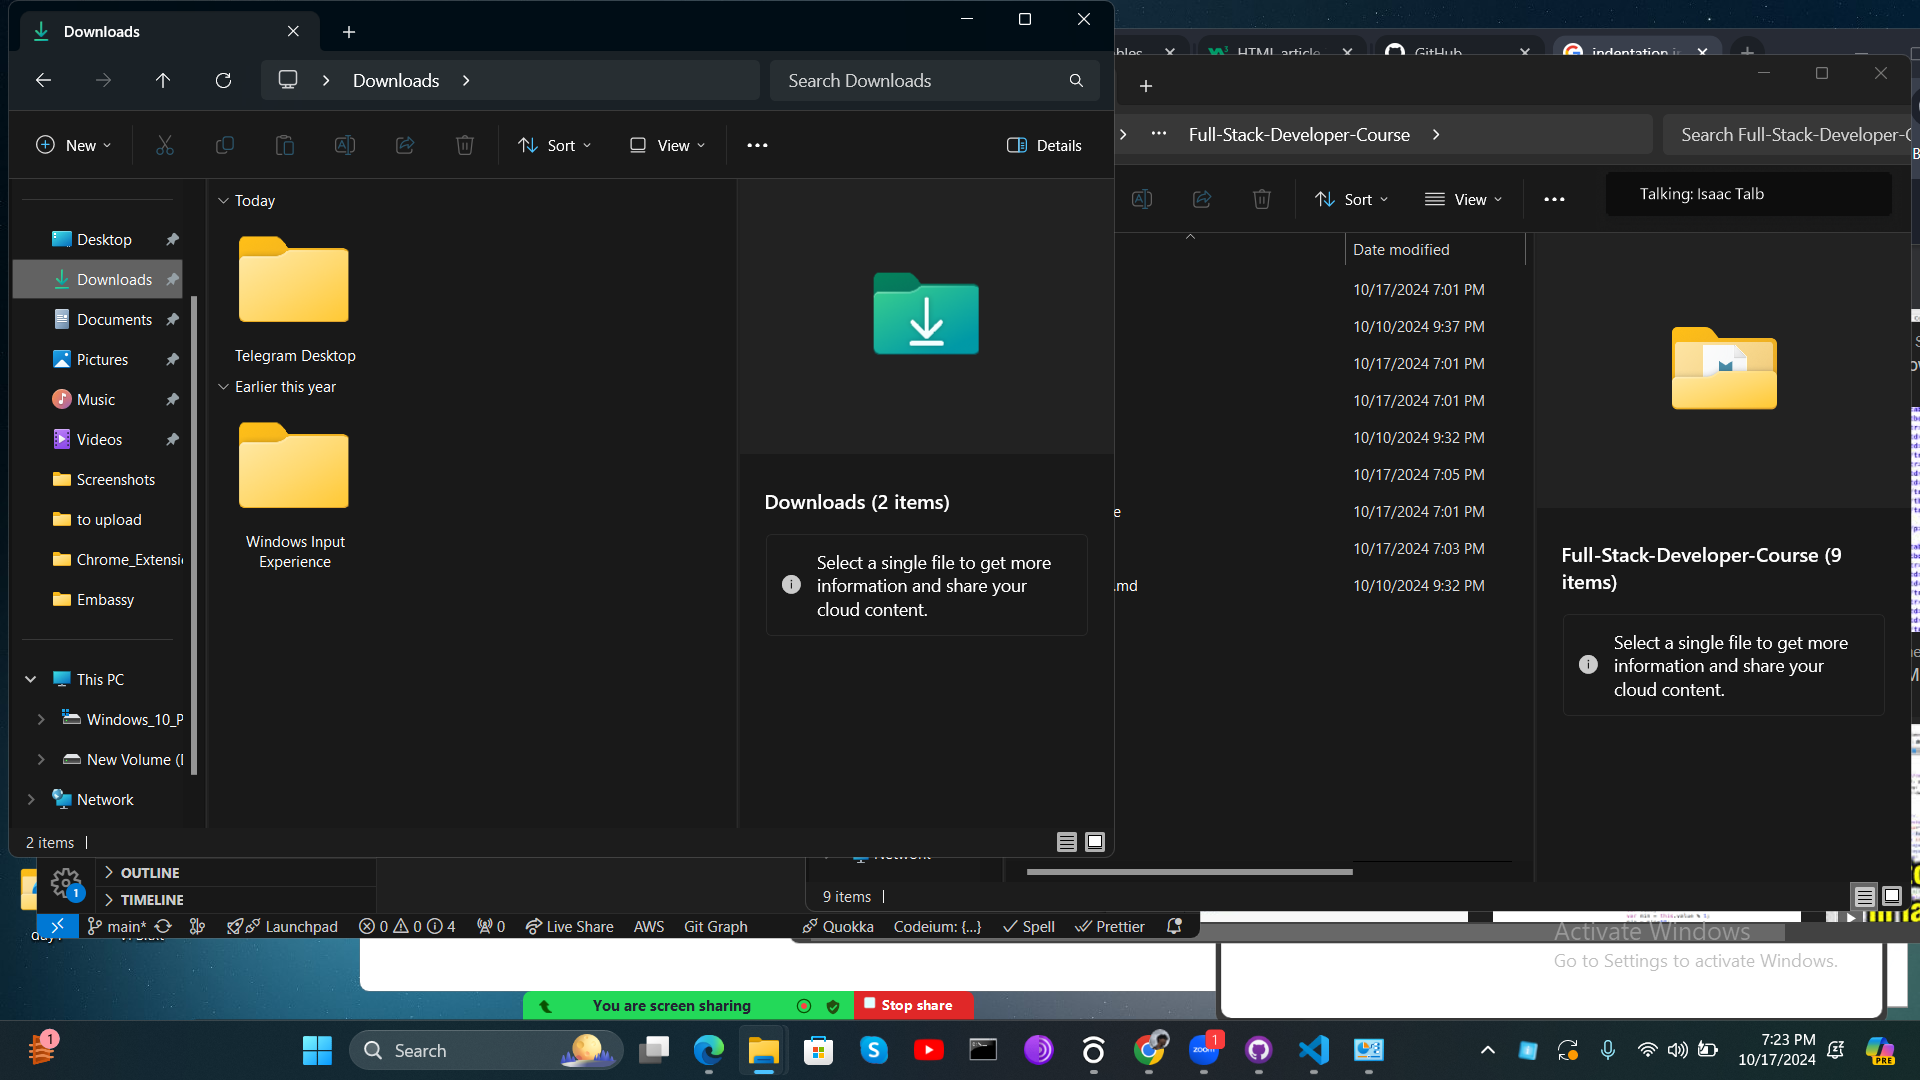 Downloads
HTML article
GitHub
indentation i
Downloads
Search Downloads
New
Sort
View
Details
Full-Stack-Developer-Course
Search Full-Stack-Developer-C
Sort
View
Talking: Isaac Talb
Desktop
Downloads
Documents
Pictures
Music
Videos
Screenshots
to upload
Chrome_Extensi
Embassy
This PC
Windows_10_P
New Volume (
Network
Today
Telegram Desktop
Earlier this year
Windows Input
Experience
Downloads (2 items)
Select a single file to get more
information and share your
cloud content.
2 items
Date modified
10/17/2024 7:01 PM
10/10/2024 9:37 PM
10/17/2024 7:01 PM
10/17/2024 7:01 PM
10/10/2024 9:32 PM
10/17/2024 7:05 PM
e 10/17/2024 7:01 PM
10/17/2024 7:03 PM
.md 10/10/2024 9:32 PM
Full-Stack-Developer-Course (9
items)
Select a single file to get more
information and share your
cloud content.
9 items
OUTLINE
TIMELINE
1
main*
Launchpad
0 0 4
0
Live Share
AWS
Git Graph
Quokka
Codeium: {...}
Spell
Prettier
Activate Windows
Go to Settings to activate Windows.
You are screen sharing
Stop share
1
Search
zoom
1
7:23 PM
10/17/2024
PRE